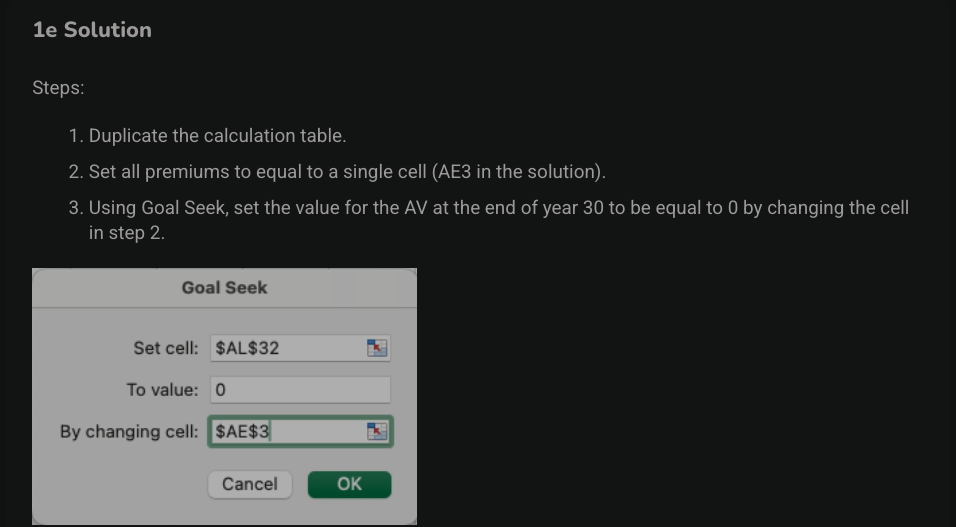 1e Solution
Steps:
1. Duplicate the calculation table.
2. Set all premiums to equal to a single cell (AE3 in the solution).
3. Using Goal Seek, set the value for the AV at the end of year 30 to be equal to 0 by changing the cell
in step 2.
Goal Seek
Set cell: $AL$32
To value: 0
By changing cell: $AE$3
Cancel OK